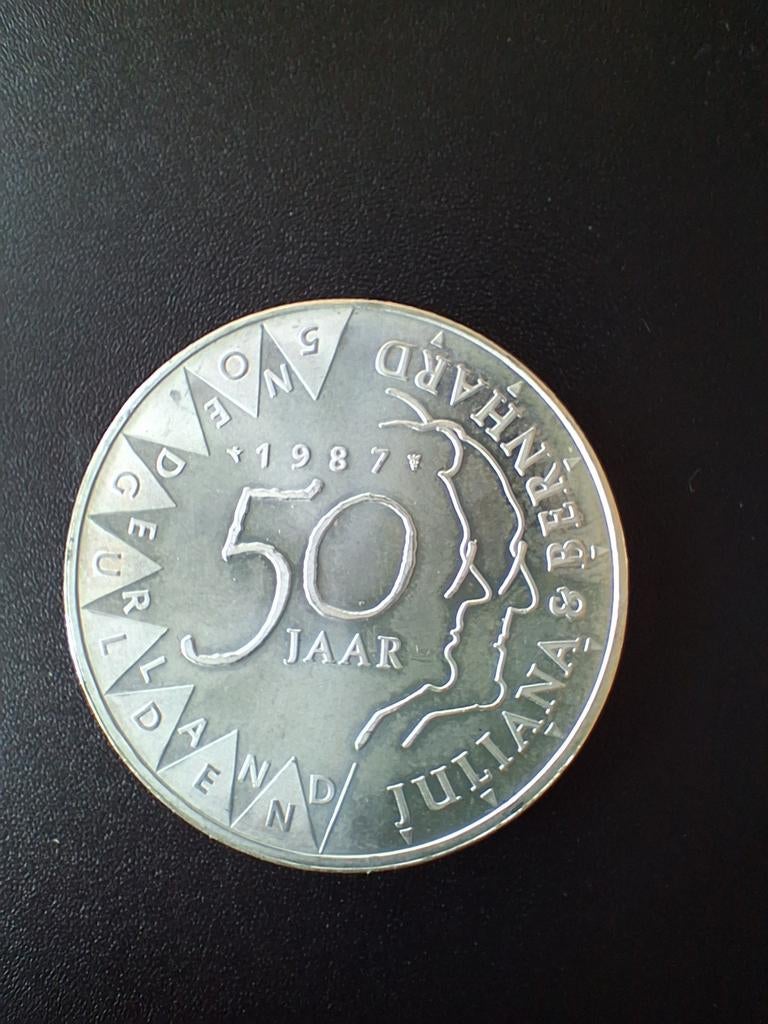 50 GULDEN
NEDERLAND
1987
50
JAAR
JULIANA & BERNHARD